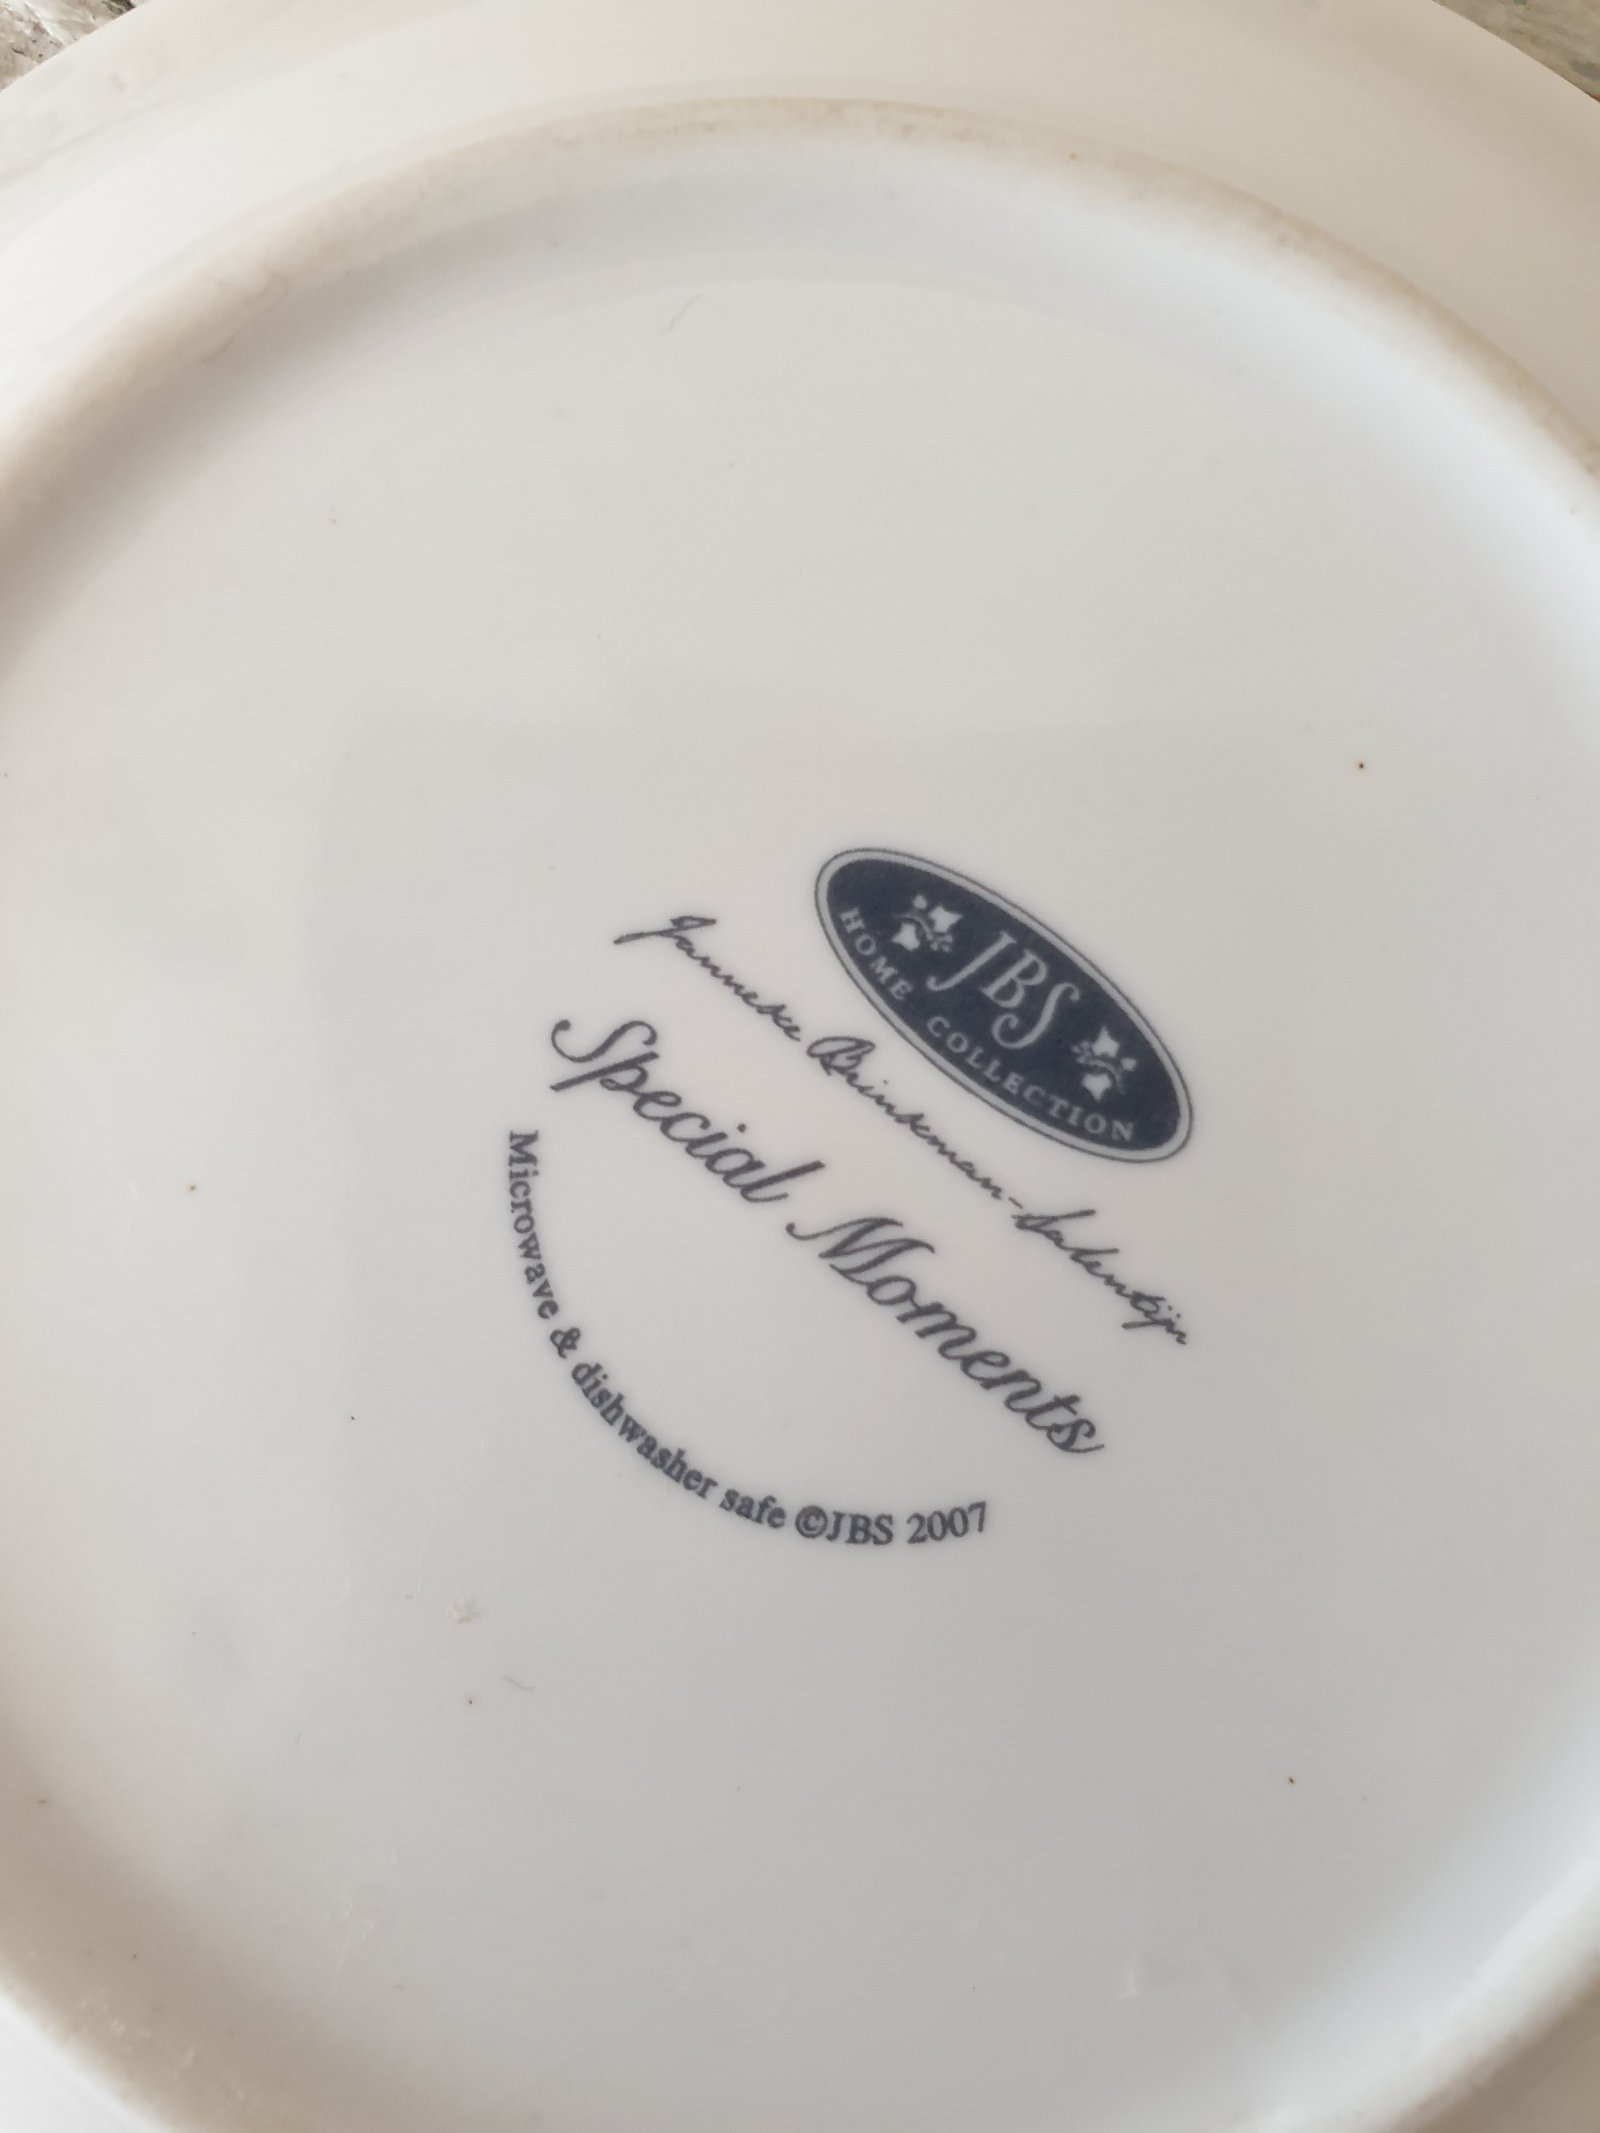 JBS
HOME COLLECTION
Janneke Brinkman-Salentijn
Special Moments
Microwave & dishwasher safe ©JBS 2007